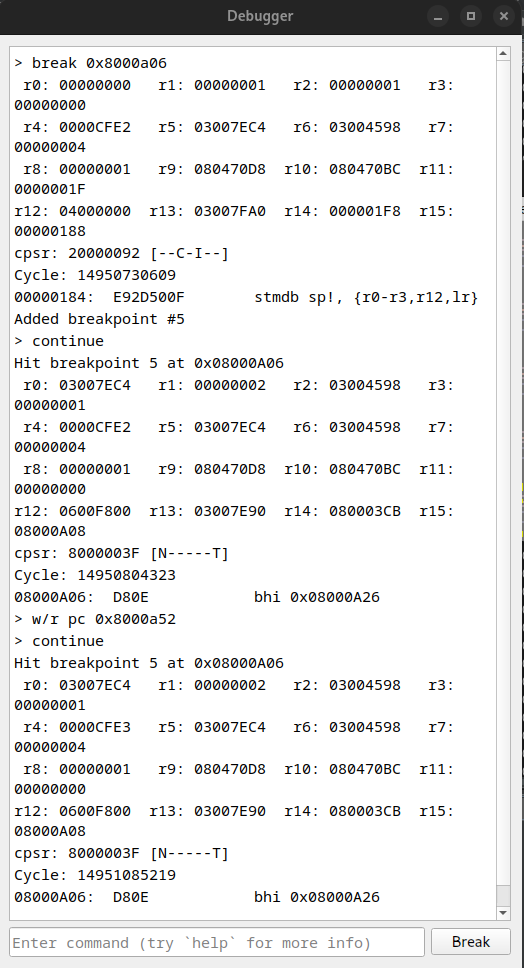 Debugger
> break 0x8000a06
r0: 00000000 r1: 00000001 r2: 00000001 r3:
00000000
r4: 0000CFE2 r5: 03007EC4 r6: 03004598 r7:
00000004
r8: 00000001 r9: 080470D8 r10: 080470BC r11:
0000001F
r12: 04000000 r13: 03007FA0 r14: 000001F8 r15:
00000188
cpsr: 20000092 [--C-I--]
Cycle: 14950730609
00000184: E92D500F stmdb sp!, {r0-r3,r12,lr}
Added breakpoint #5
> continue
Hit breakpoint 5 at 0x08000A06
r0: 03007EC4 r1: 00000002 r2: 03004598 r3:
00000001
r4: 0000CFE2 r5: 03007EC4 r6: 03004598 r7:
00000004
r8: 00000001 r9: 080470D8 r10: 080470BC r11:
00000000
r12: 0600F800 r13: 03007E90 r14: 080003CB r15:
08000A08
cpsr: 8000003F [N-----T]
Cycle: 14950804323
08000A06: D80E bhi 0x08000A26
> w/r pc 0x8000a52
> continue
Hit breakpoint 5 at 0x08000A06
r0: 03007EC4 r1: 00000002 r2: 03004598 r3:
00000001
r4: 0000CFE3 r5: 03007EC4 r6: 03004598 r7:
00000004
r8: 00000001 r9: 080470D8 r10: 080470BC r11:
00000000
r12: 0600F800 r13: 03007E90 r14: 080003CB r15:
08000A08
cpsr: 8000003F [N-----T]
Cycle: 14951085219
08000A06: D80E bhi 0x08000A26
Enter command (try `help` for more info)
Break